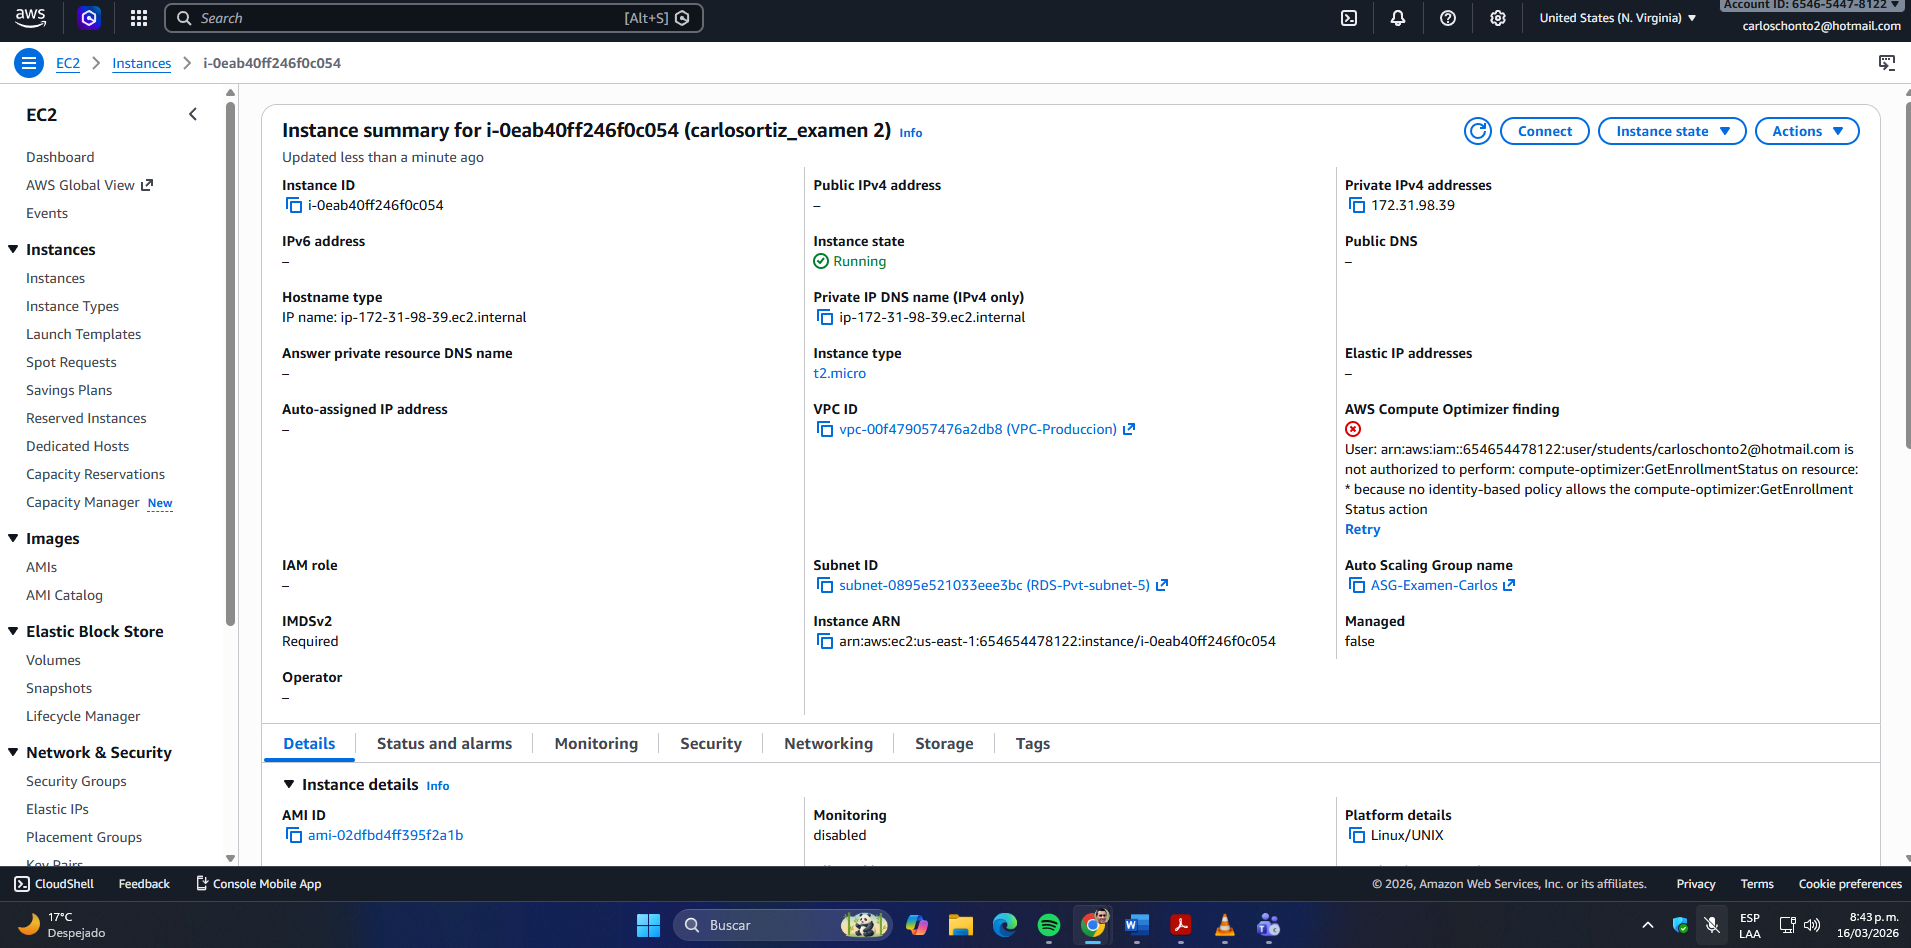 aws
Search
[Alt+S]
United States (N. Virginia) ▼
Account ID: 6546-5447-8122 ▼
carloschonto2@hotmail.com
EC2 > Instances > i-0eab40ff246f0c054
EC2
Dashboard
AWS Global View
Events
Instances
Instances
Instance Types
Launch Templates
Spot Requests
Savings Plans
Reserved Instances
Dedicated Hosts
Capacity Reservations
Capacity Manager New
Images
AMIs
AMI Catalog
Elastic Block Store
Volumes
Snapshots
Lifecycle Manager
Network & Security
Security Groups
Elastic IPs
Placement Groups
Key Pairs
Instance summary for i-0eab40ff246f0c054 (carlosortiz_examen 2) Info
Updated less than a minute ago
Connect
Instance state ▼
Actions ▼
Instance ID
i-0eab40ff246f0c054
Public IPv4 address
–
Private IPv4 addresses
172.31.98.39
IPv6 address
–
Instance state
Running
Public DNS
–
Hostname type
IP name: ip-172-31-98-39.ec2.internal
Private IP DNS name (IPv4 only)
ip-172-31-98-39.ec2.internal
Answer private resource DNS name
–
Instance type
t2.micro
Elastic IP addresses
–
Auto-assigned IP address
–
VPC ID
vpc-00f479057476a2db8 (VPC-Produccion)
AWS Compute Optimizer finding
User: arn:aws:iam::654654478122:user/students/carloschonto2@hotmail.com is
not authorized to perform: compute-optimizer:GetEnrollmentStatus on resource:
* because no identity-based policy allows the compute-optimizer:GetEnrollment
Status action
Retry
IAM role
–
Subnet ID
subnet-0895e521033eee3bc (RDS-Pvt-subnet-5)
Auto Scaling Group name
ASG-Examen-Carlos
IMDSv2
Required
Instance ARN
arn:aws:ec2:us-east-1:654654478122:instance/i-0eab40ff246f0c054
Managed
false
Operator
–
Details
Status and alarms
Monitoring
Security
Networking
Storage
Tags
Instance details Info
AMI ID
ami-02dfbd4ff395f2a1b
Monitoring
disabled
Platform details
Linux/UNIX
CloudShell
Feedback
Console Mobile App
© 2026, Amazon Web Services, Inc. or its affiliates.
Privacy
Terms
Cookie preferences
17°C
Despejado
Buscar
ESP
LAA
8:43 p. m.
16/03/2026